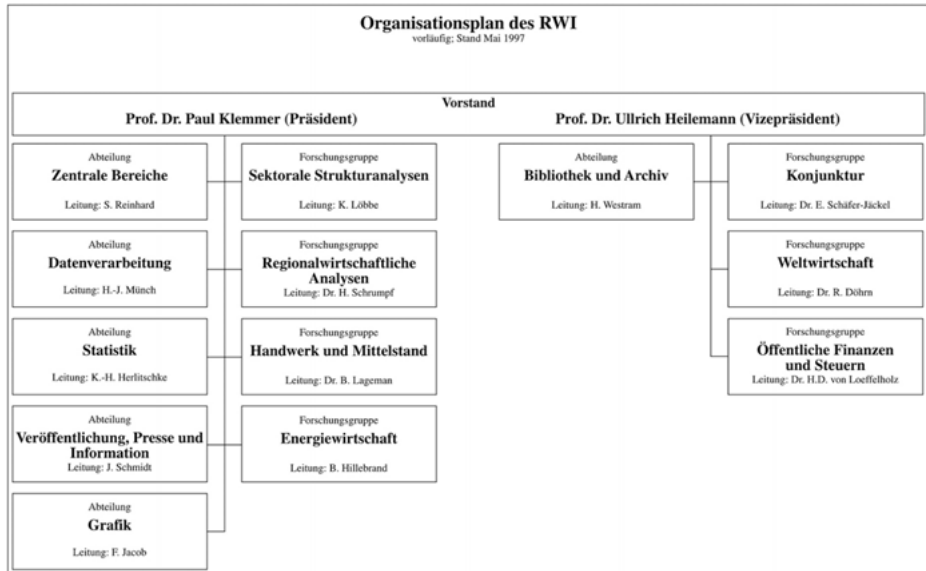 Organisationsplan des RWI
vorläufig; Stand Mai 1997
Vorstand
Prof. Dr. Paul Klemmer (Präsident)
Prof. Dr. Ullrich Heilemann (Vizepräsident)
Abteilung
Zentrale Bereiche
Leitung: S. Reinhard
Forschungsgruppe
Sektorale Strukturanalysen
Leitung: K. Löbbe
Abteilung
Bibliothek und Archiv
Leitung: H. Westram
Forschungsgruppe
Konjunktur
Leitung: Dr. E. Schäfer-Jäckel
Abteilung
Datenverarbeitung
Leitung: H.-J. Münch
Forschungsgruppe
Regionalwirtschaftliche
Analysen
Leitung: Dr. H. Schrumpf
Forschungsgruppe
Weltwirtschaft
Leitung: Dr. R. Döhrn
Abteilung
Statistik
Leitung: K.-H. Herlitschke
Forschungsgruppe
Handwerk und Mittelstand
Leitung: Dr. B. Lageman
Forschungsgruppe
Öffentliche Finanzen
und Steuern
Leitung: Dr. H.D. von Loeffelholz
Abteilung
Veröffentlichung, Presse und
Information
Leitung: J. Schmidt
Forschungsgruppe
Energiewirtschaft
Leitung: B. Hillebrand
Abteilung
Grafik
Leitung: F. Jacob